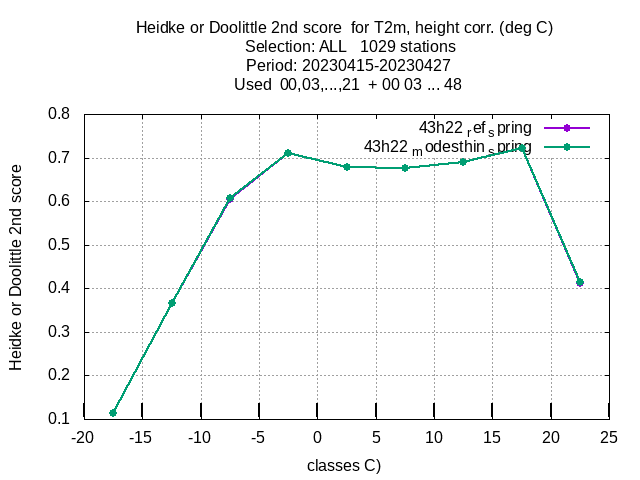 Heidke or Doolittle 2nd score  for T2m, height corr. (deg C)
Selection: ALL   1029 stations
Period: 20230415-20230427
Used  00,03,...,21  + 00 03 ... 48
43h22 ref spring
43h22 modesthin spring
Heidke or Doolittle 2nd score
0.8
0.7
0.6
0.5
0.4
0.3
0.2
0.1
-20 -15 -10 -5 0 5 10 15 20 25
classes C)